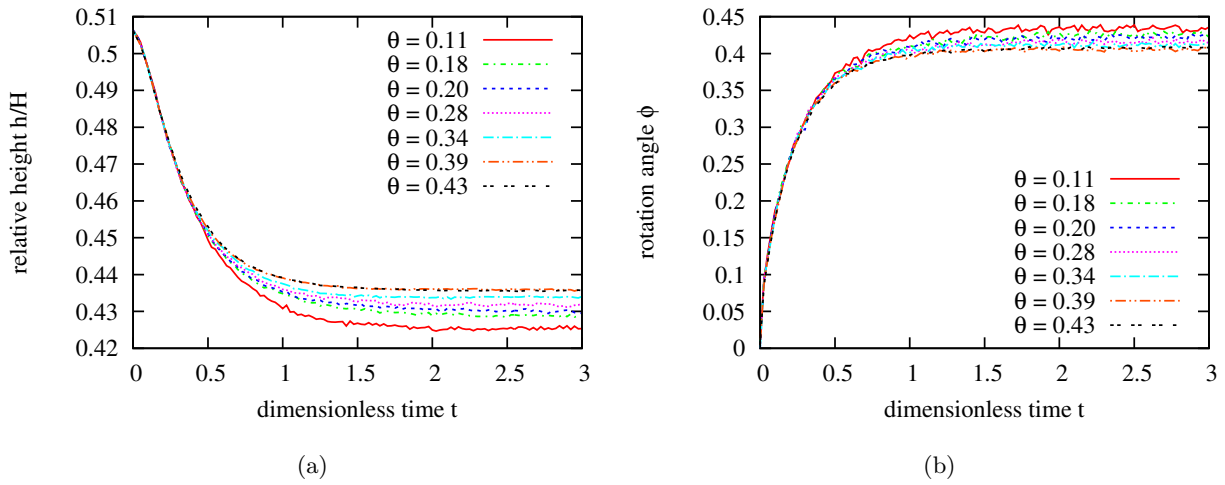 relative height h/H
0.51
0.5
0.49
0.48
0.47
0.46
0.45
0.44
0.43
0.42
θ = 0.11
θ = 0.18
θ = 0.20
θ = 0.28
θ = 0.34
θ = 0.39
θ = 0.43
0 0.5 1 1.5 2 2.5 3
dimensionless time t
(a)
rotation angle ϕ
0.45
0.4
0.35
0.3
0.25
0.2
0.15
0.1
0.05
0
θ = 0.11
θ = 0.18
θ = 0.20
θ = 0.28
θ = 0.34
θ = 0.39
θ = 0.43
0 0.5 1 1.5 2 2.5 3
dimensionless time t
(b)